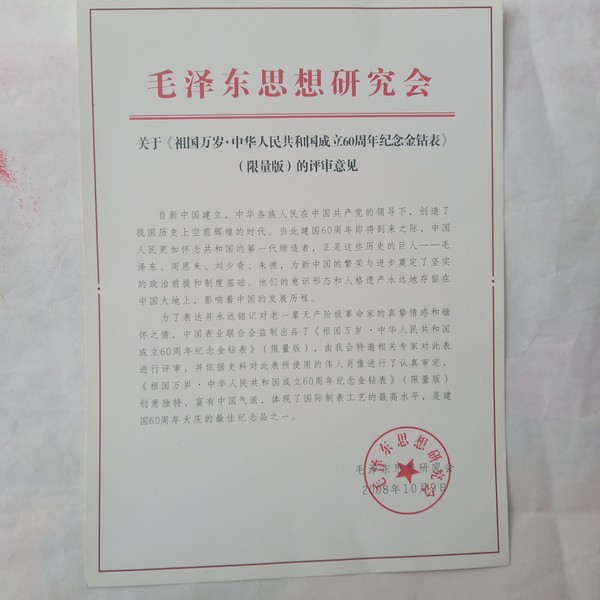 毛泽东思想研究会
关于《祖国万岁·中华人民共和国成立60周年纪念金钻表》
（限量版）的评审意见
自新中国建立，中华各族人民在中国共产党的领导下，创造了
我国历史上空前辉煌的时代。当此建国60周年即将到来之际，中国
人民更加怀念共和国的第一代缔造者，正是这些历史的巨人——毛
泽东、周恩来、刘少奇、朱德，为新中国的繁荣与进步奠定了坚实
的政治前提和制度基础。他们的意识形态和人格遗产永远地存留在
中国大地上，影响着中国的发展历程。
为了表达并永远铭记对老一辈无产阶级革命家的真挚情感和缅
怀之情，中国表业联合会监制出品了《祖国万岁·中华人民共和国
成立60周年纪念金钻表》（限量版），由我会特邀相关专家对此表
进行评审，并依据史料对此表所使用的伟人肖像进行了认真审定，
《祖国万岁·中华人民共和国成立60周年纪念金钻表》（限量版）
创意独特，富有中国气派，体现了国际制表工艺的最高水平，是建
国60周年大庆的最佳纪念品之一。
毛泽东思想研究会
2008年10月9日
毛泽东思想研究会